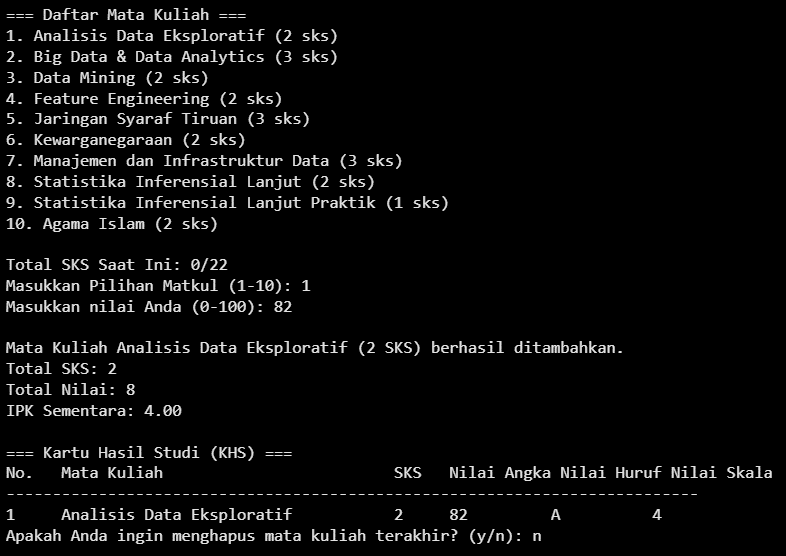 === Daftar Mata Kuliah ===
1. Analisis Data Eksploratif (2 sks)
2. Big Data & Data Analytics (3 sks)
3. Data Mining (2 sks)
4. Feature Engineering (2 sks)
5. Jaringan Syaraf Tiruan (3 sks)
6. Kewarganegaraan (2 sks)
7. Manajemen dan Infrastruktur Data (3 sks)
8. Statistika Inferensial Lanjut (2 sks)
9. Statistika Inferensial Lanjut Praktik (1 sks)
10. Agama Islam (2 sks)

Total SKS Saat Ini: 0/22
Masukkan Pilihan Matkul (1-10): 1
Masukkan nilai Anda (0-100): 82

Mata Kuliah Analisis Data Eksploratif (2 SKS) berhasil ditambahkan.
Total SKS: 2
Total Nilai: 8
IPK Sementara: 4.00

=== Kartu Hasil Studi (KHS) ===
No.   Mata Kuliah                         SKS   Nilai Angka Nilai Huruf Nilai Skala
---------------------------------------------------------------------------
1     Analisis Data Eksploratif           2     82         A          4
Apakah Anda ingin menghapus mata kuliah terakhir? (y/n): n